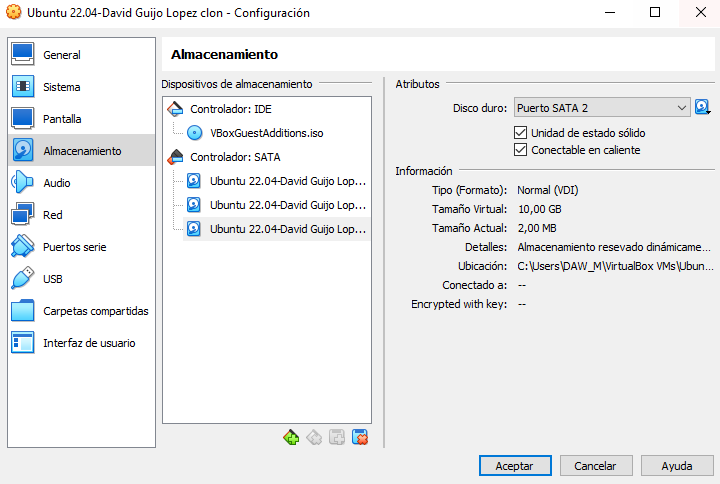 Ubuntu 22.04-David Guijo Lopez clon - Configuración
General
Sistema
Pantalla
Almacenamiento
Audio
Red
Puertos serie
USB
Carpetas compartidas
Interfaz de usuario
Almacenamiento
Dispositivos de almacenamiento
Controlador: IDE
VBoxGuestAdditions.iso
Controlador: SATA
Ubuntu 22.04-David Guijo Lop...
Ubuntu 22.04-David Guijo Lop...
Ubuntu 22.04-David Guijo Lop...
Atributos
Disco duro: Puerto SATA 2
Unidad de estado sólido
Conectable en caliente
Información
Tipo (Formato): Normal (VDI)
Tamaño Virtual: 10,00 GB
Tamaño Actual: 2,00 MB
Detalles: Almacenamiento resevado dinámicame...
Ubicación: C:\Users\DAW_M\VirtualBox VMs\Ubun...
Conectado a: --
Encrypted with key: --
Aceptar Cancelar Ayuda